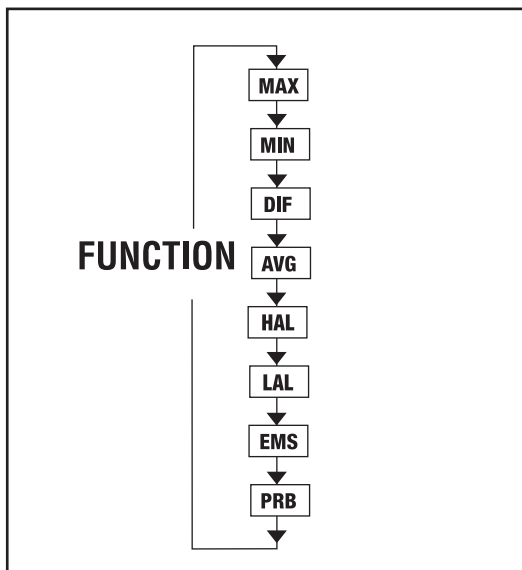 MAX
MIN
DIF
FUNCTION
AVG
HAL
LAL
EMS
PRB